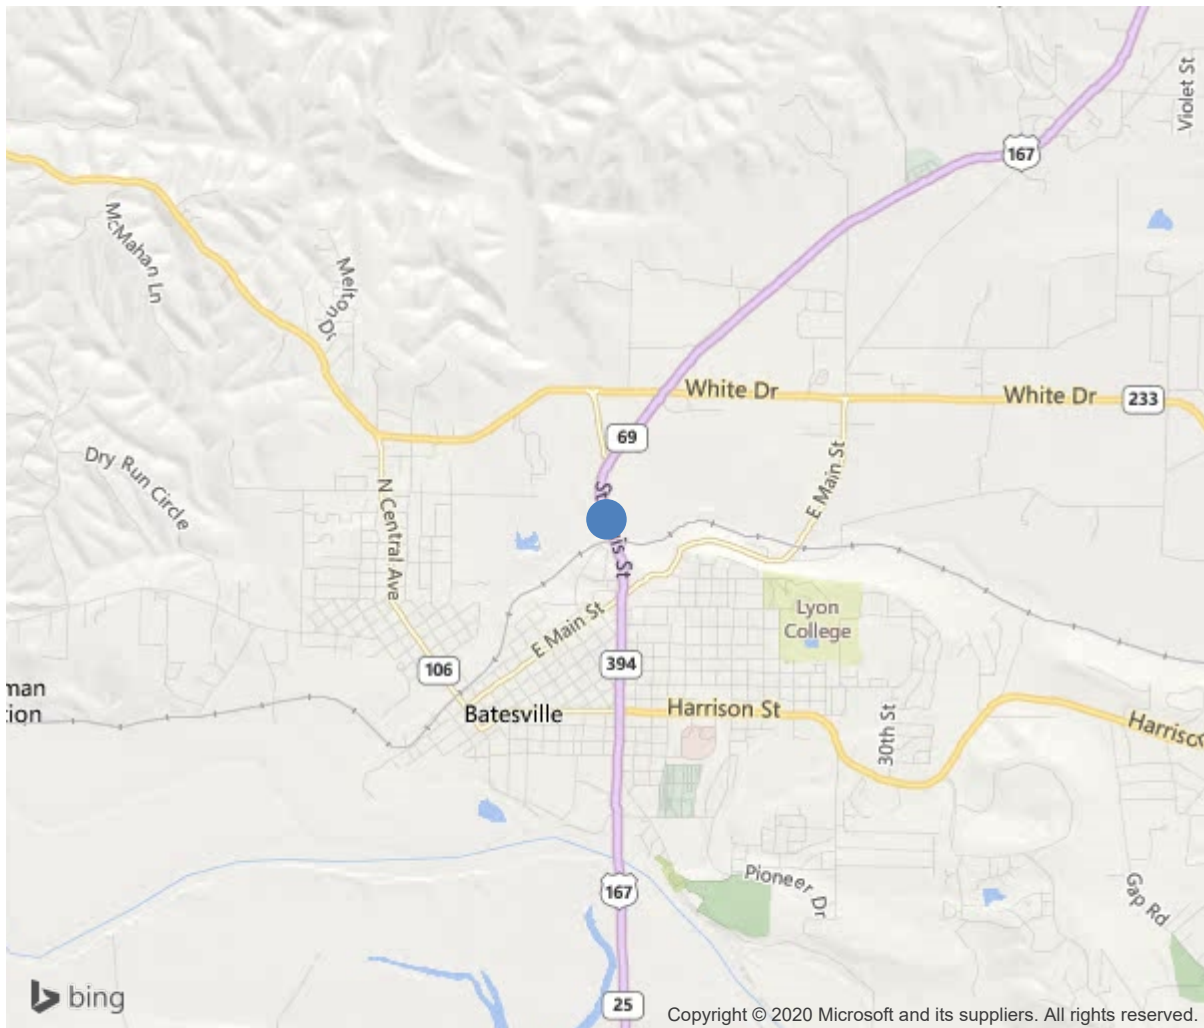 167
Violet St
McMahan Ln
Melton Dr
White Dr
White Dr
233
69
Dry Run Circle
N Central Ave
E Main St
is St
Lyon
College
E Main St
394
106
man
tion
Batesville
Harrison St
30th St
Harrisc
Pioneer Dr
167
Gap Rd
25
bing
Copyright © 2020 Microsoft and its suppliers. All rights reserved.